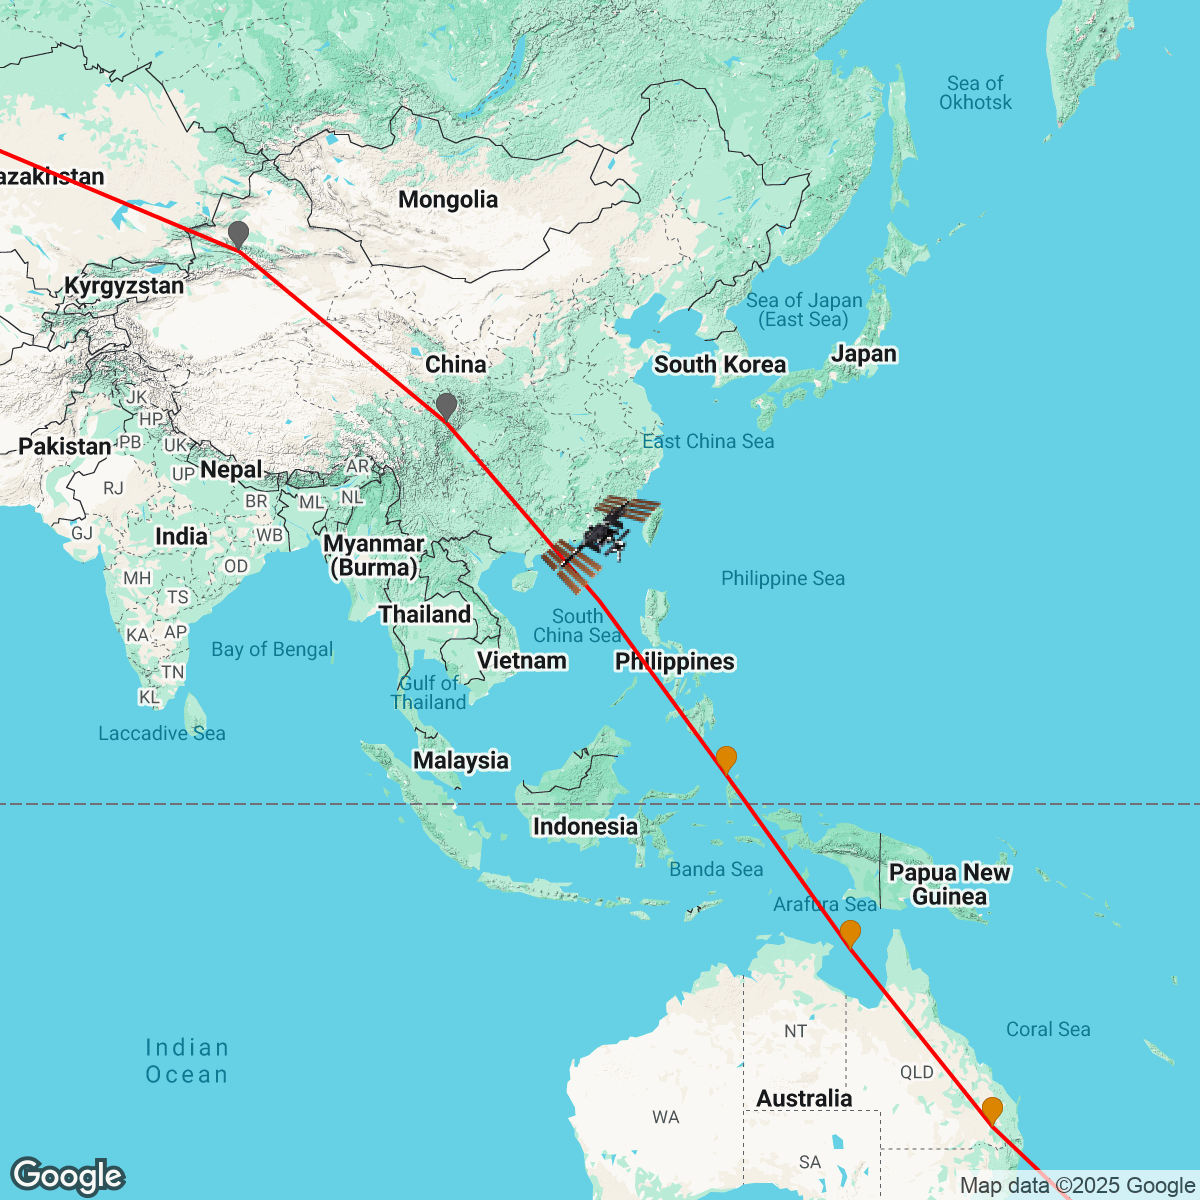 Sea of
Okhotsk
azakhstan
Mongolia
Kyrgyzstan
Sea of Japan
(East Sea)
China
South Korea
Japan
JK
HP
Pakistan
PB
UK
East China Sea
Nepal
UP
AR
RJ
BR
ML
NL
GJ
India
WB
Myanmar
(Burma)
OD
MH
Philippine Sea
TS
Thailand
South
China Sea
KA
AP
Bay of Bengal
Vietnam
Philippines
TN
KL
Gulf of
Thailand
Laccadive Sea
Malaysia
Indonesia
Banda Sea
Papua New
Guinea
Arafura Sea
NT
Coral Sea
Indian
Ocean
QLD
Australia
WA
SA
Google
Map data ©2025 Google